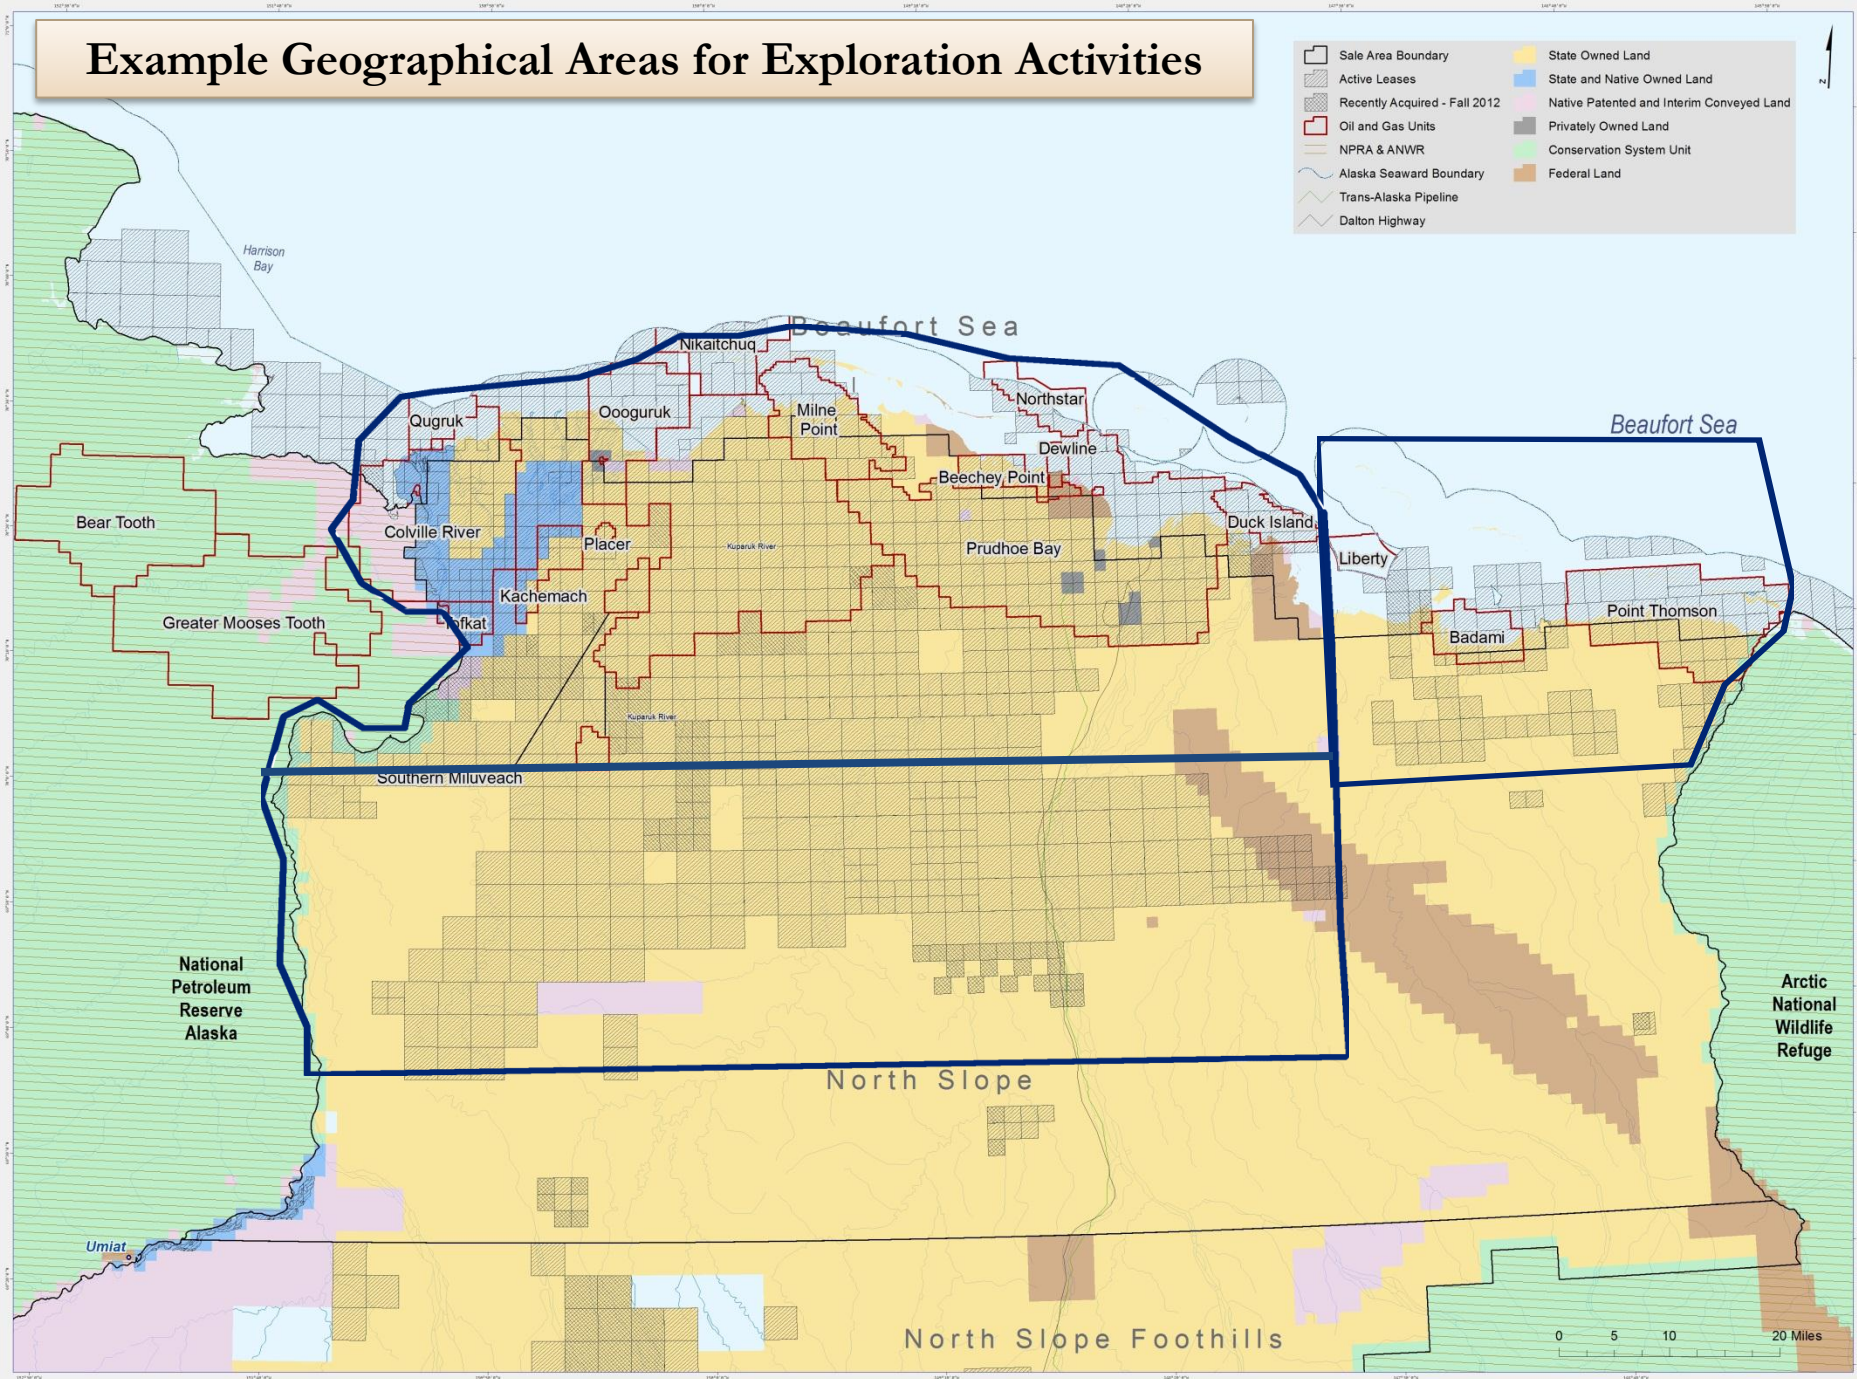 Example Geographical Areas for Exploration Activities
Sale Area Boundary
Active Leases
Recently Acquired - Fall 2012
Oil and Gas Units
NPRA & ANWR
Alaska Seaward Boundary
Trans-Alaska Pipeline
Dalton Highway
State Owned Land
State and Native Owned Land
Native Patented and Interim Conveyed Land
Privately Owned Land
Conservation System Unit
Federal Land
N
Harrison
Bay
Beaufort Sea
Nikaitchuq
Beaufort Sea
Qugruk
Oooguruk
Milne
Point
Northstar
Dewline
Beechey Point
Bear Tooth
Colville River
Placer
Kuparuk River
Prudhoe Bay
Duck Island
Liberty
Kachemach
Greater Mooses Tooth
Tofkat
Badami
Point Thomson
Kuparuk River
Southern Miluveach
National
Petroleum
Reserve
Alaska
Arctic
National
Wildlife
Refuge
North Slope
Umiat
North Slope Foothills
0 5 10 20 Miles